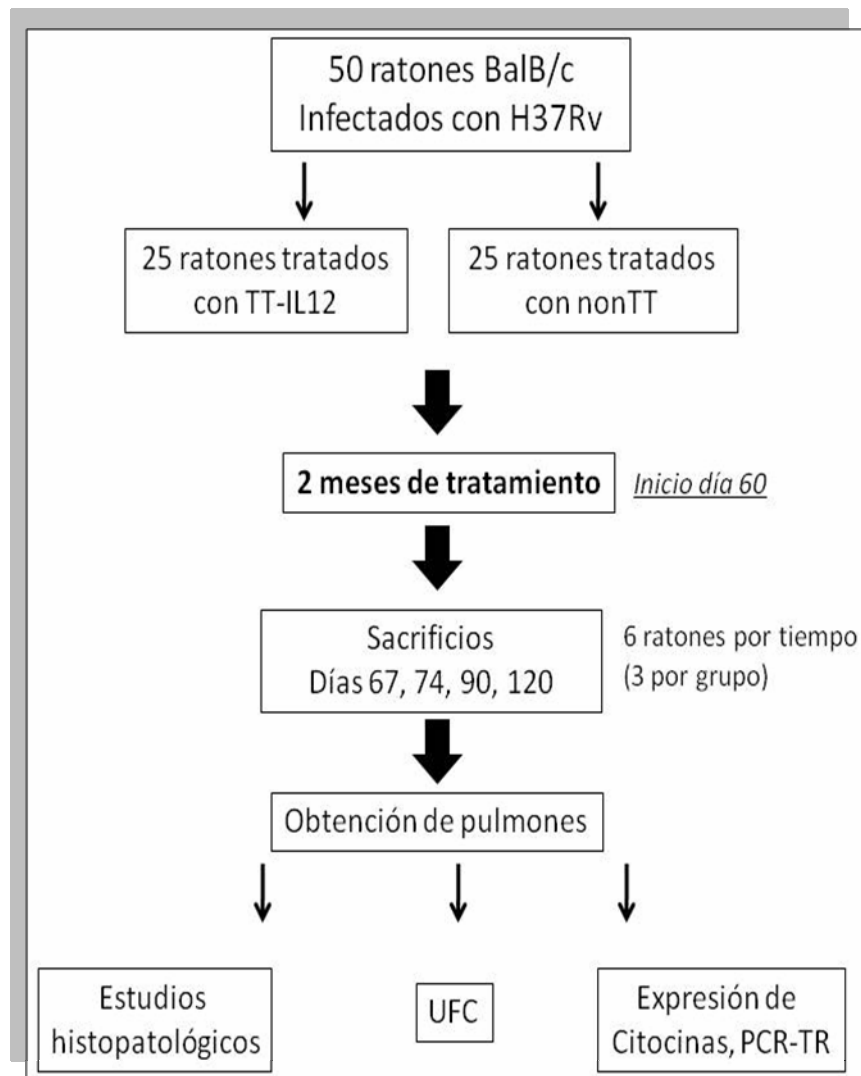 50 ratones BalB/c
Infectados con H37Rv
25 ratones tratados
con TT-IL12
25 ratones tratados
con nonTT
2 meses de tratamiento
Inicio día 60
Sacrificios
Días 67, 74, 90, 120
6 ratones por tiempo
(3 por grupo)
Obtención de pulmones
Estudios
histopatológicos
UFC
Expresión de
Citocinas, PCR-TR